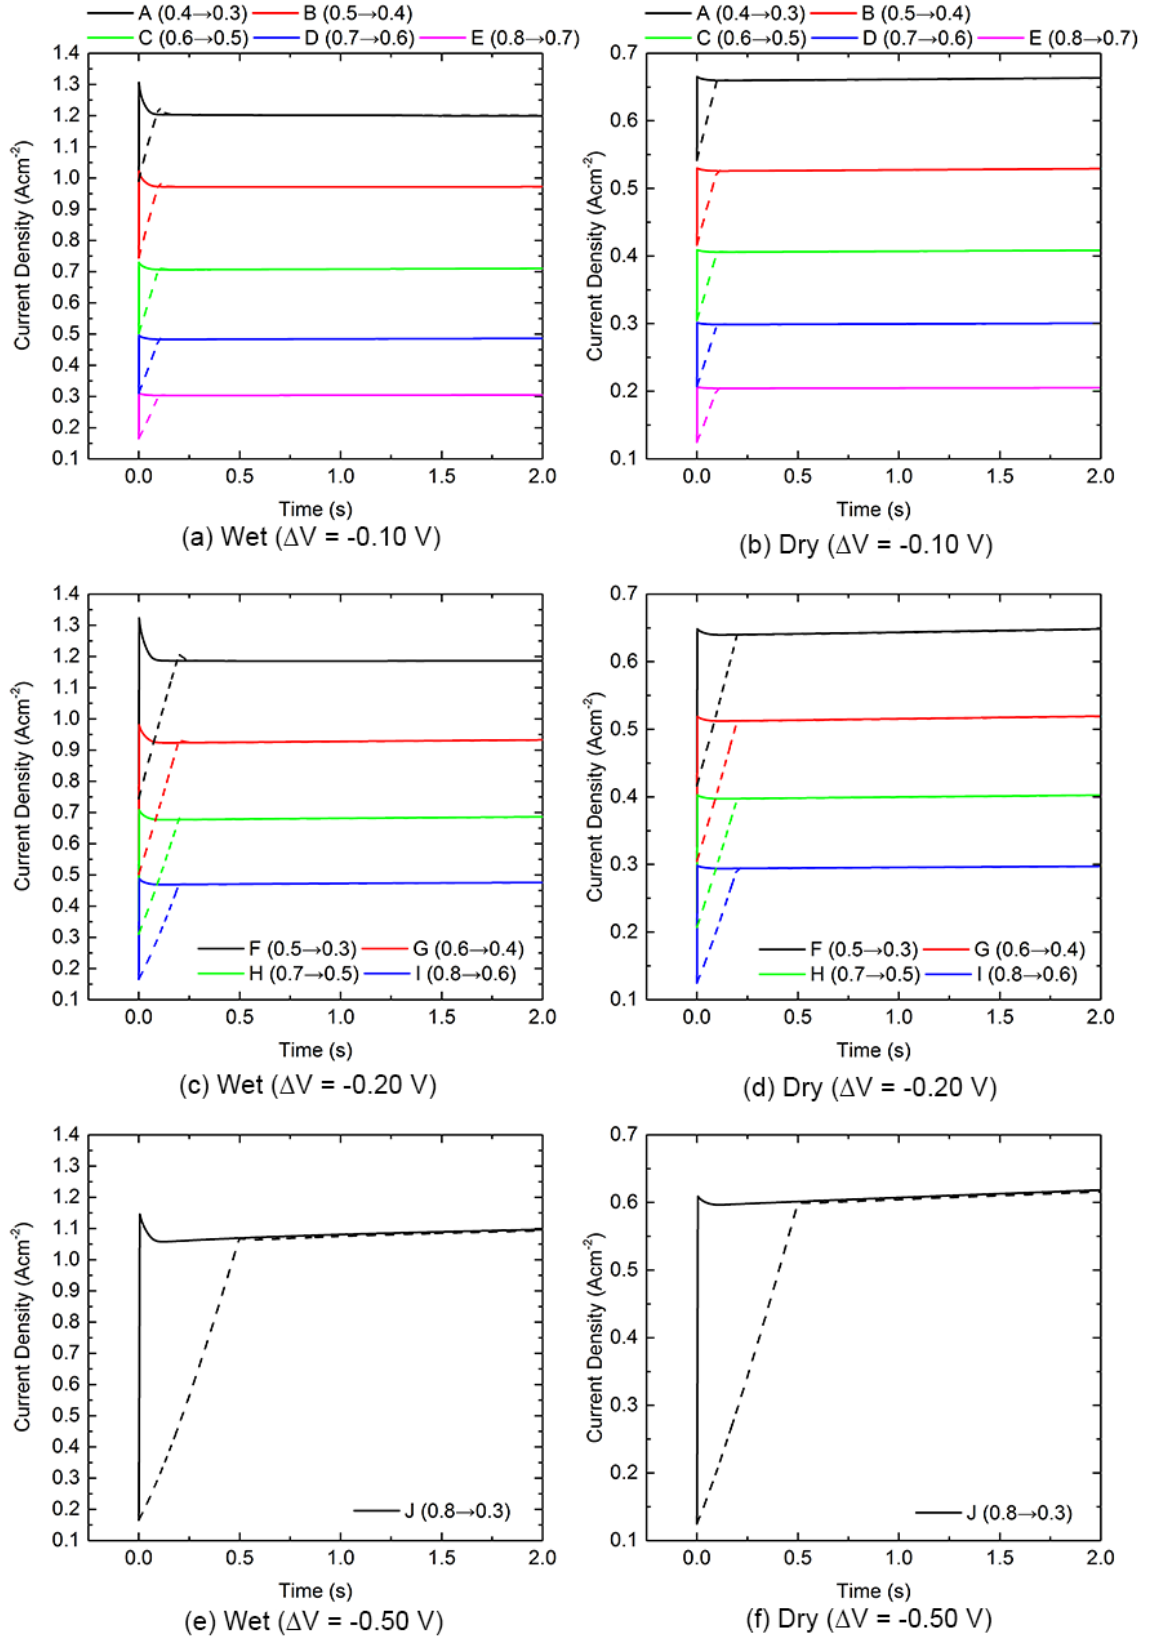 A (0.4→0.3) B (0.5→0.4)
C (0.6→0.5) D (0.7→0.6) E (0.8→0.7)
1.4
1.3
1.2
1.1
1.0
0.9
0.8
0.7
0.6
0.5
0.4
0.3
0.2
0.1
Current Density (Acm-2)
0.0 0.5 1.0 1.5 2.0
Time (s)
(a) Wet (ΔV = -0.10 V)
A (0.4→0.3) B (0.5→0.4)
C (0.6→0.5) D (0.7→0.6) E (0.8→0.7)
0.7
0.6
0.5
0.4
0.3
0.2
0.1
Current Density (Acm-2)
0.0 0.5 1.0 1.5 2.0
Time (s)
(b) Dry (ΔV = -0.10 V)
1.4
1.3
1.2
1.1
1.0
0.9
0.8
0.7
0.6
0.5
0.4
0.3
0.2
0.1
Current Density (Acm-2)
F (0.5→0.3) G (0.6→0.4)
H (0.7→0.5) I (0.8→0.6)
0.0 0.5 1.0 1.5 2.0
Time (s)
(c) Wet (ΔV = -0.20 V)
0.7
0.6
0.5
0.4
0.3
0.2
0.1
Current Density (Acm-2)
F (0.5→0.3) G (0.6→0.4)
H (0.7→0.5) I (0.8→0.6)
0.0 0.5 1.0 1.5 2.0
Time (s)
(d) Dry (ΔV = -0.20 V)
1.4
1.3
1.2
1.1
1.0
0.9
0.8
0.7
0.6
0.5
0.4
0.3
0.2
0.1
Current Density (Acm-2)
J (0.8→0.3)
0.0 0.5 1.0 1.5 2.0
Time (s)
(e) Wet (ΔV = -0.50 V)
0.7
0.6
0.5
0.4
0.3
0.2
0.1
Current Density (Acm-2)
J (0.8→0.3)
0.0 0.5 1.0 1.5 2.0
Time (s)
(f) Dry (ΔV = -0.50 V)